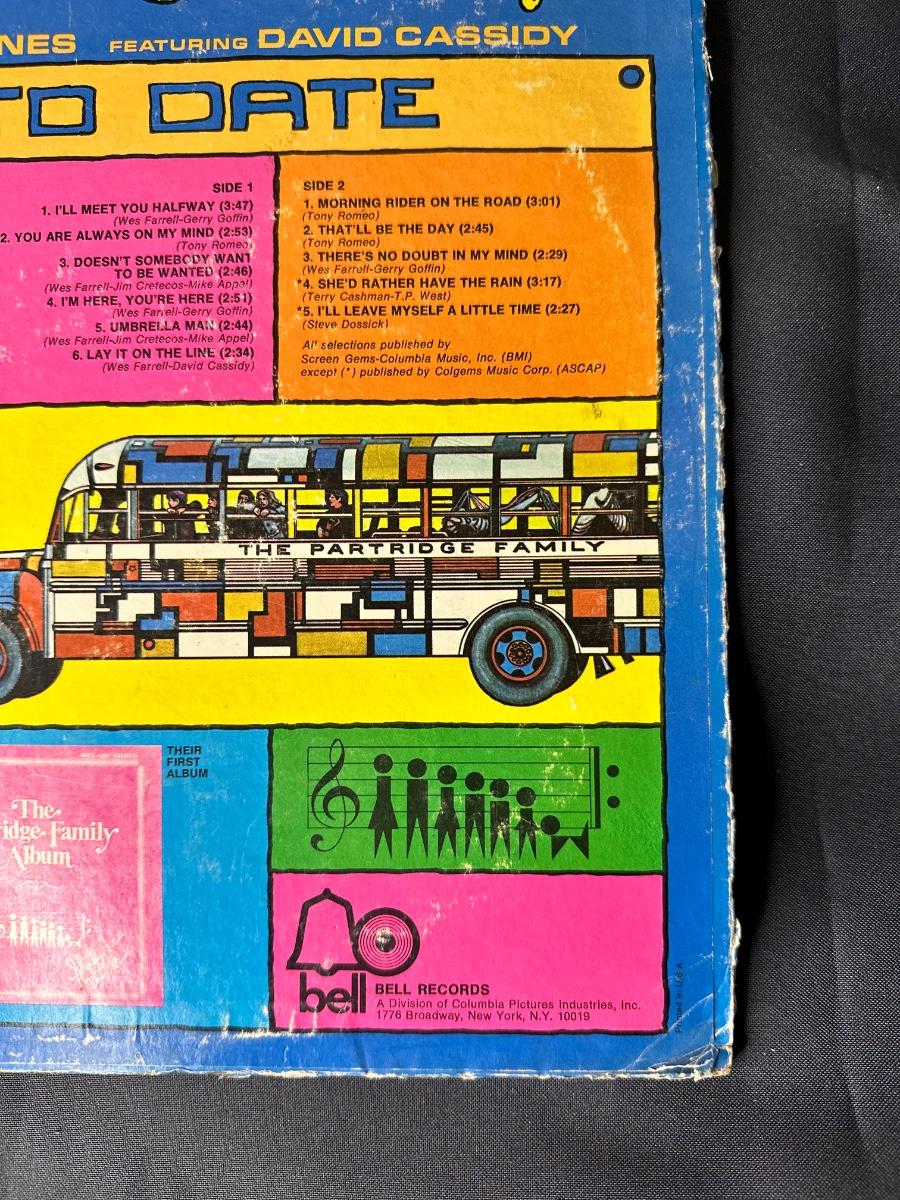 NES FEATURING DAVID CASSIDY
TO DATE
SIDE 1
1. I'LL MEET YOU HALFWAY (3:47)
(Wes Farrell-Gerry Goffin)
2. YOU ARE ALWAYS ON MY MIND (2:53)
(Tony Romeo)
3. DOESN'T SOMEBODY WANT
TO BE WANTED (2:46)
(Wes Farrell-Jim Cretecos-Mike Appel)
4. I'M HERE, YOU'RE HERE (2:51)
(Wes Farrell-Gerry Goffin)
5. UMBRELLA MAN (2:44)
(Wes Farrell-Jim Cretecos-Mike Appel)
6. LAY IT ON THE LINE (2:34)
(Wes Farrell-David Cassidy)
SIDE 2
1. MORNING RIDER ON THE ROAD (3:01)
(Tony Romeo)
2. THAT'LL BE THE DAY (2:45)
(Tony Romeo)
3. THERE'S NO DOUBT IN MY MIND (2:29)
(Wes Farrell-Gerry Goffin)
*4. SHE'D RATHER HAVE THE RAIN (3:17)
(Terry Cashman-T.P. West)
*5. I'LL LEAVE MYSELF A LITTLE TIME (2:27)
(Steve Dossick)
All selections published by
Screen Gems-Columbia Music, Inc. (BMI)
except (*) published by Colgems Music Corp. (ASCAP)
THE PARTRIDGE FAMILY
THEIR
FIRST
ALBUM
The
ridge Family
Album
bell
BELL RECORDS
A Division of Columbia Pictures Industries, Inc.
1776 Broadway, New York, N.Y. 10019
Printed in U.S.A